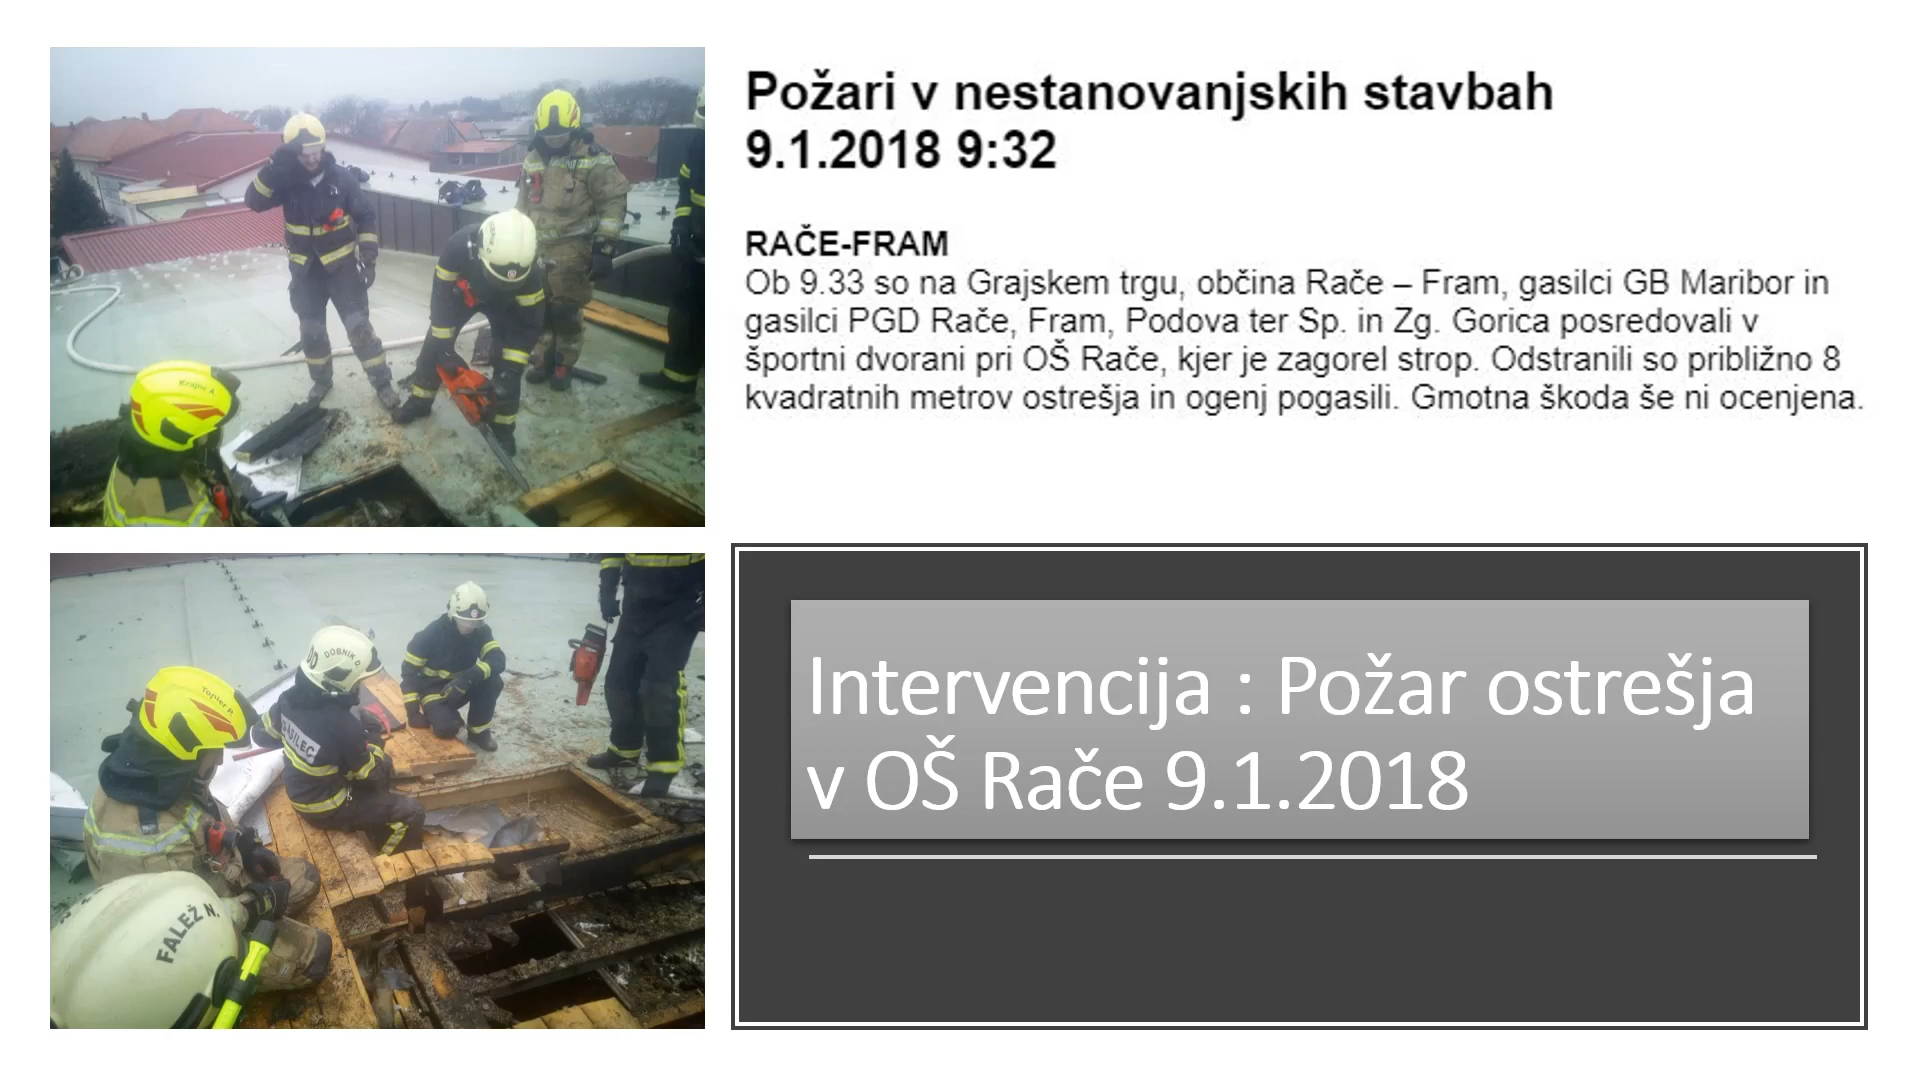 Požari v nestanovanjskih stavbah
9.1.2018 9:32
RAČE-FRAM
Ob 9.33 so na Grajskem trgu, občina Rače – Fram, gasilci GB Maribor in
gasilci PGD Rače, Fram, Podova ter Sp. in Zg. Gorica posredovali v
športni dvorani pri OŠ Rače, kjer je zagorel strop. Odstranili so približno 8
kvadratnih metrov ostrešja in ogenj pogasili. Gmotna škoda še ni ocenjena.
Krajnc A
DOBNIK D
GASILEC
FALEŽ N.
Intervencija : Požar ostrešja
v OŠ Rače 9.1.2018